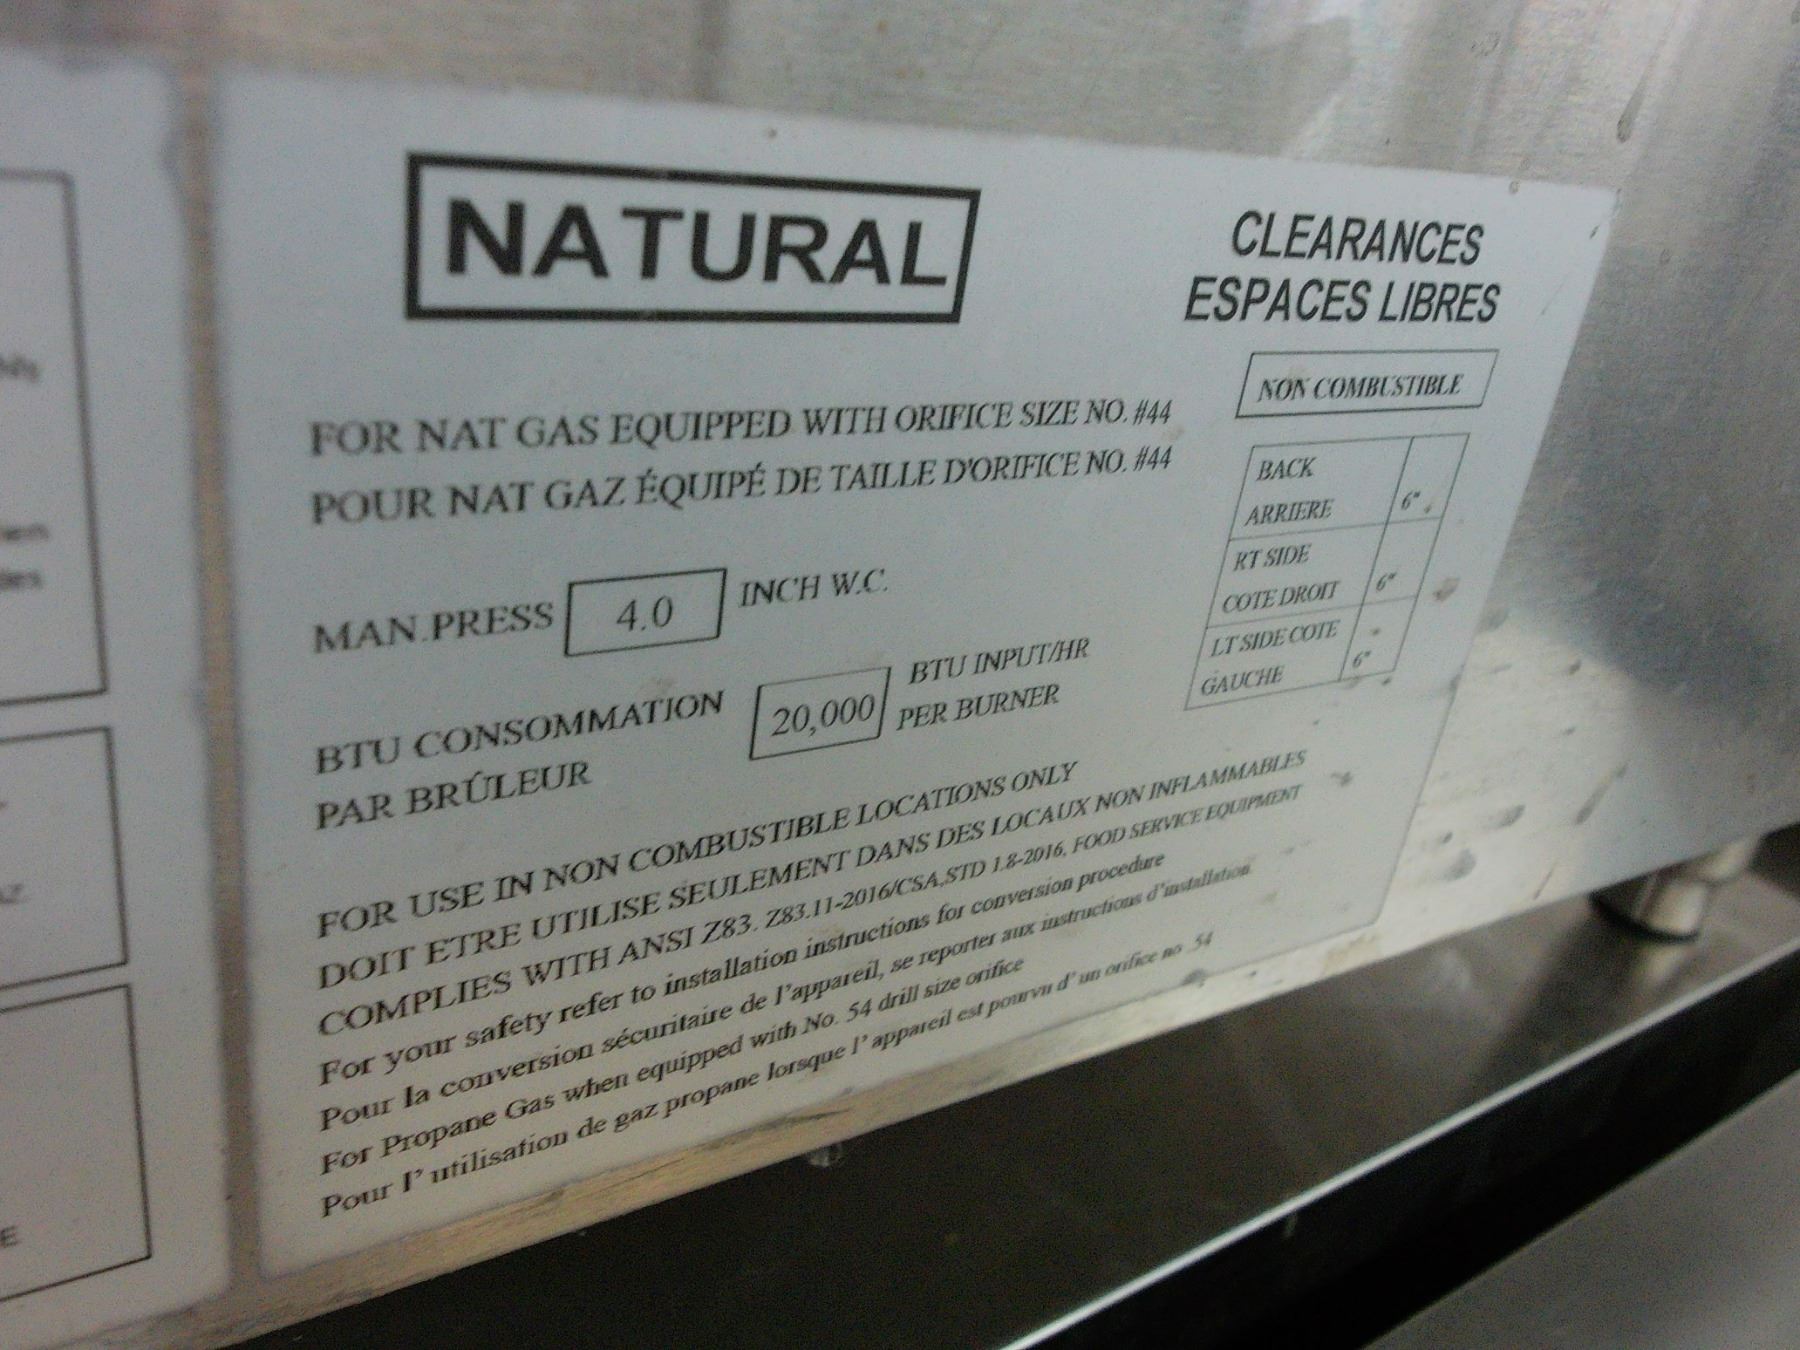 NATURAL
FOR NAT GAS EQUIPPED WITH ORIFICE SIZE NO. #44
POUR NAT GAZ ÉQUIPÉ DE TAILLE D'ORIFICE NO. #44
MAN.PRESS 4.0 INCH W.C.
BTU CONSOMMATION
PAR BRÛLEUR
20,000
BTU INPUT/HR
PER BURNER
FOR USE IN NON COMBUSTIBLE LOCATIONS ONLY
DOIT ETRE UTILISE SEULEMENT DANS DES LOCAUX NON INFLAMMABLES
COMPLIES WITH ANSI Z83. Z83.11-2016/CSA,STD 1.8-2016, FOOD SERVICE EQUIPMENT
For your safety refer to installation instructions for conversion procedure
Pour la conversion sécuritaire de l'appareil, se reporter aux instructions d'installation
For Propane Gas when equipped with No. 54 drill size orifice
Pour l' utilisation de gaz propane lorsque l' appareil est pourvu d' un orifice no .54
CLEARANCES
ESPACES LIBRES
NON COMBUSTIBLE
BACK
ARRIERE 6"
RT SIDE
COTE DROIT 6"
LT SIDE COTE
GAUCHE 6"